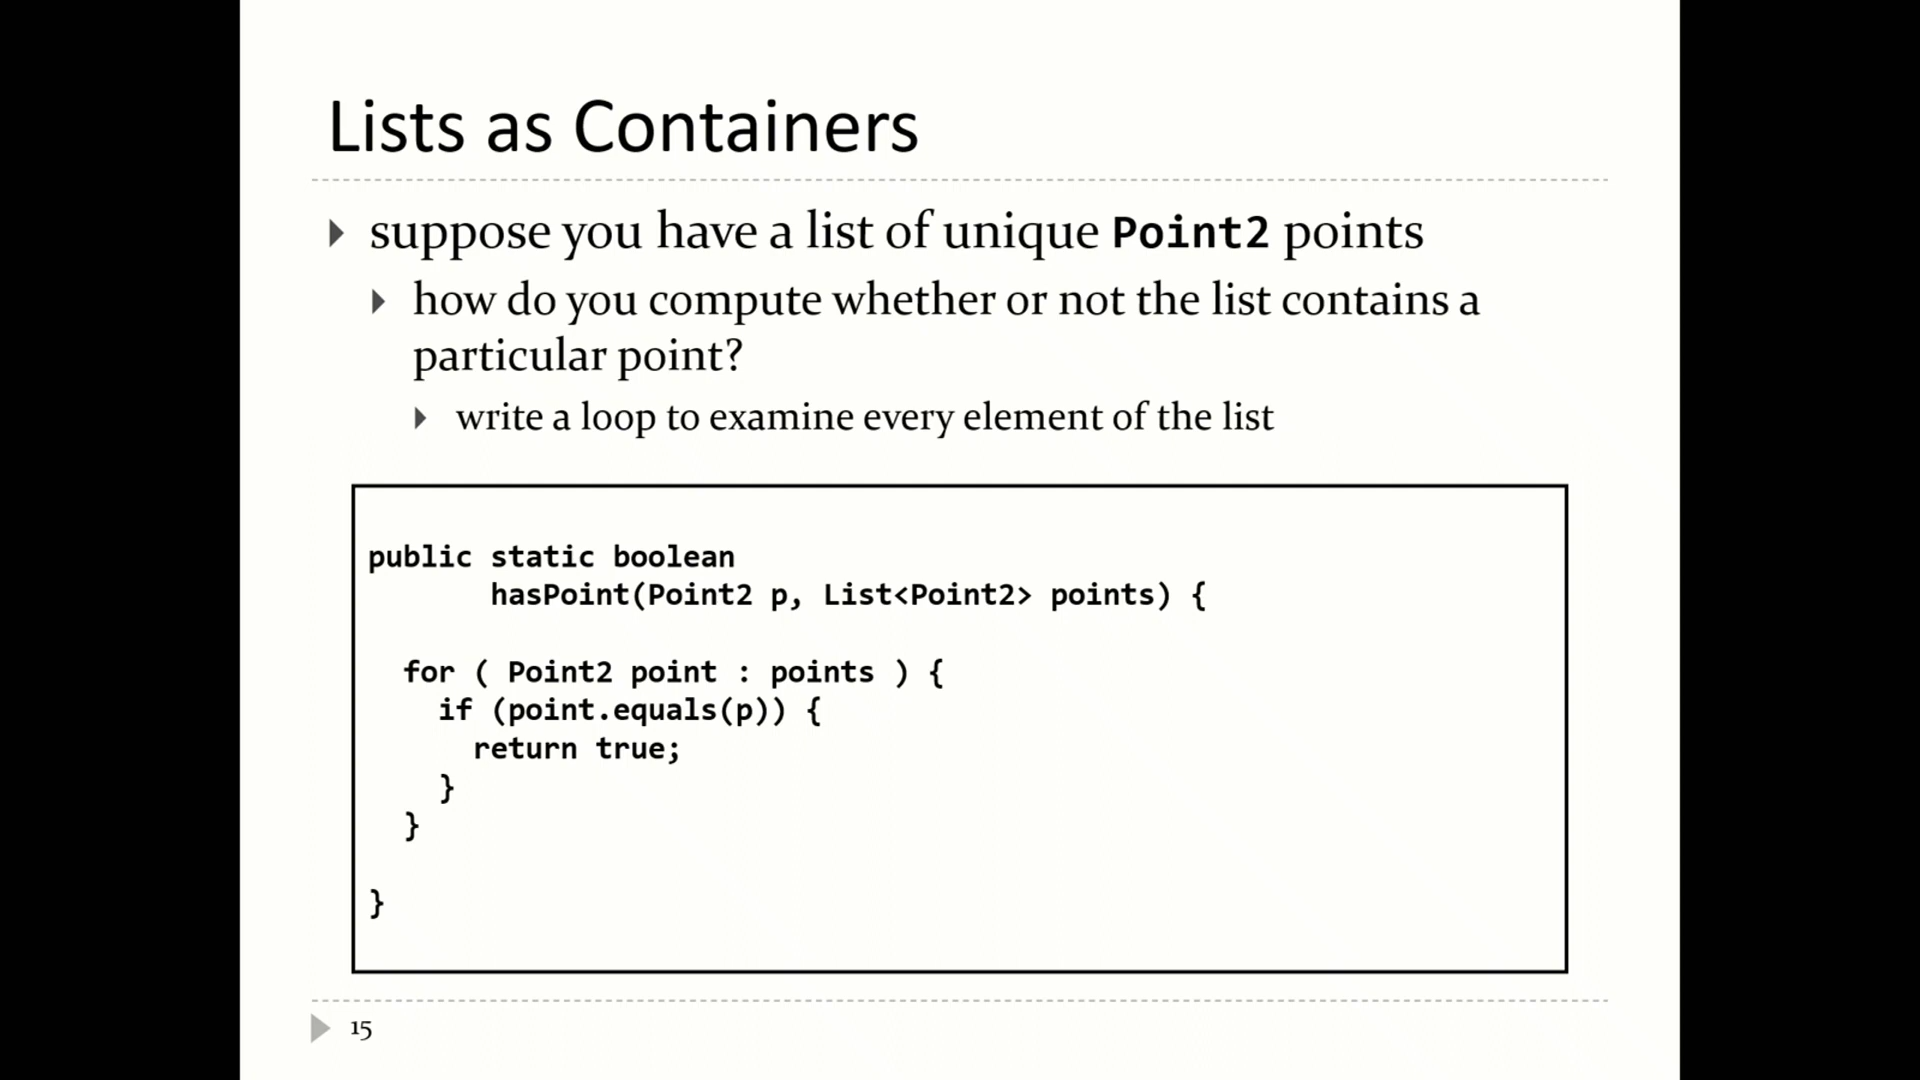 Lists as Containers
suppose you have a list of unique Point2 points
how do you compute whether or not the list contains a
particular point?
write a loop to examine every element of the list
public static boolean
hasPoint(Point2 p, List<Point2> points) {
for ( Point2 point : points ) {
if (point.equals(p)) {
return true;
}
}
}
15